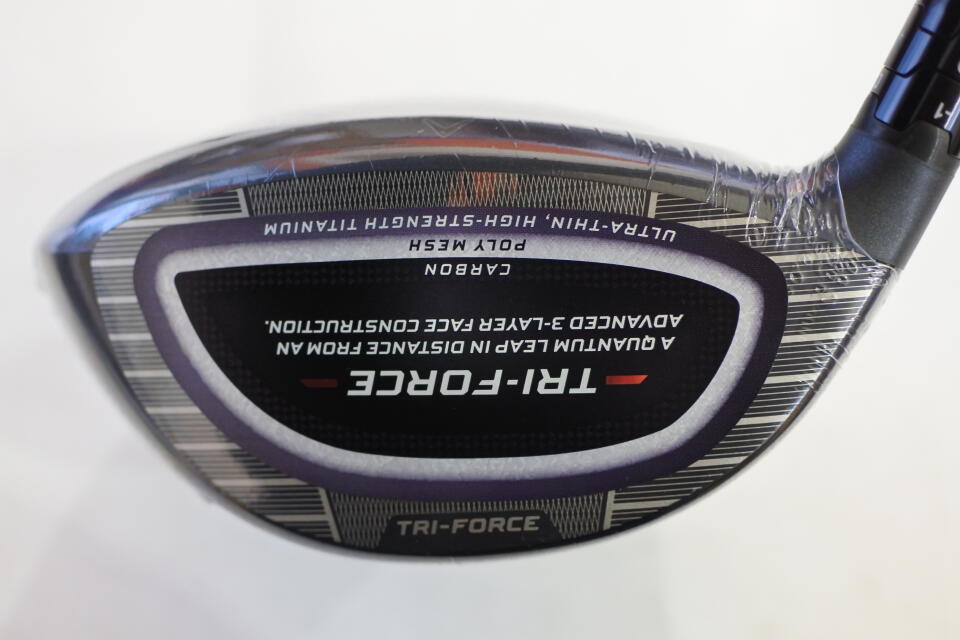 TRI-FORCE
A QUANTUM LEAP IN DISTANCE FROM AN
ADVANCED 3-LAYER FACE CONSTRUCTION.
CARBON
POLY MESH
ULTRA-THIN, HIGH-STRENGTH TITANIUM
TRI-FORCE
-1